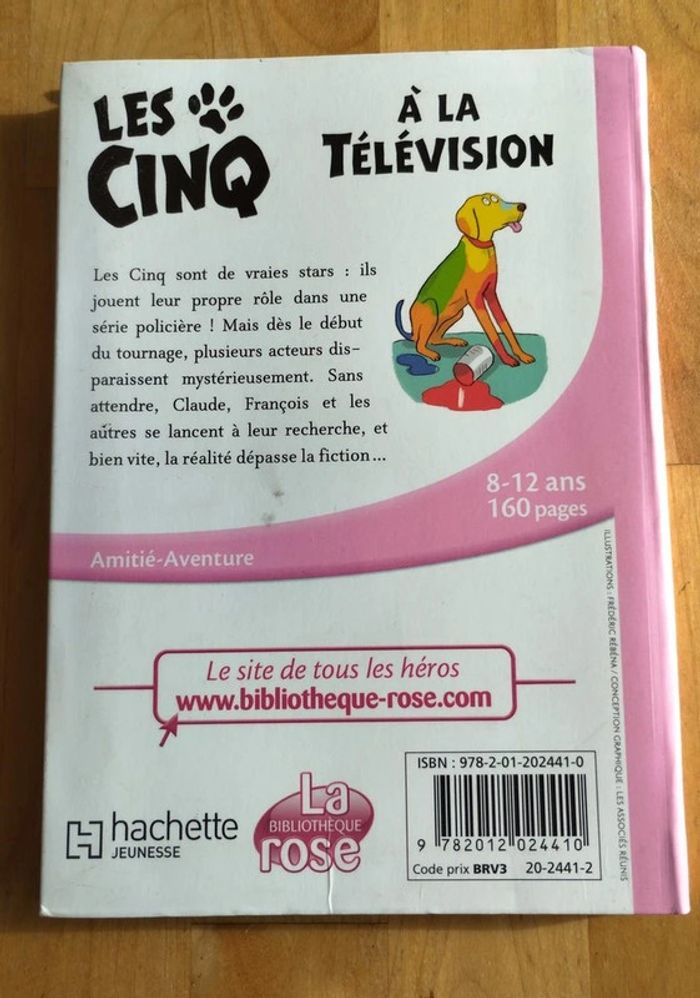 LES CINQ
À LA
TÉLÉVISION
Les Cinq sont de vraies stars : ils
jouent leur propre rôle dans une
série policière ! Mais dès le début
du tournage, plusieurs acteurs dis-
paraissent mystérieusement. Sans
attendre, Claude, François et les
autres se lancent à leur recherche, et
bien vite, la réalité dépasse la fiction...
8-12 ans
160 pages
Amitié-Aventure
ILLUSTRATIONS : FRÉDÉRIC RÉBÉNA / CONCEPTION GRAPHIQUE : LES ASSOCIÉS RÉUNIS
Le site de tous les héros
www.bibliotheque-rose.com
hachette
JEUNESSE
La
BIBLIOTHÈQUE
rose
ISBN : 978-2-01-202441-0
9 782012 024410
Code prix BRV3 20-2441-2